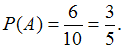 P(A) = 6/10 = 3/5.